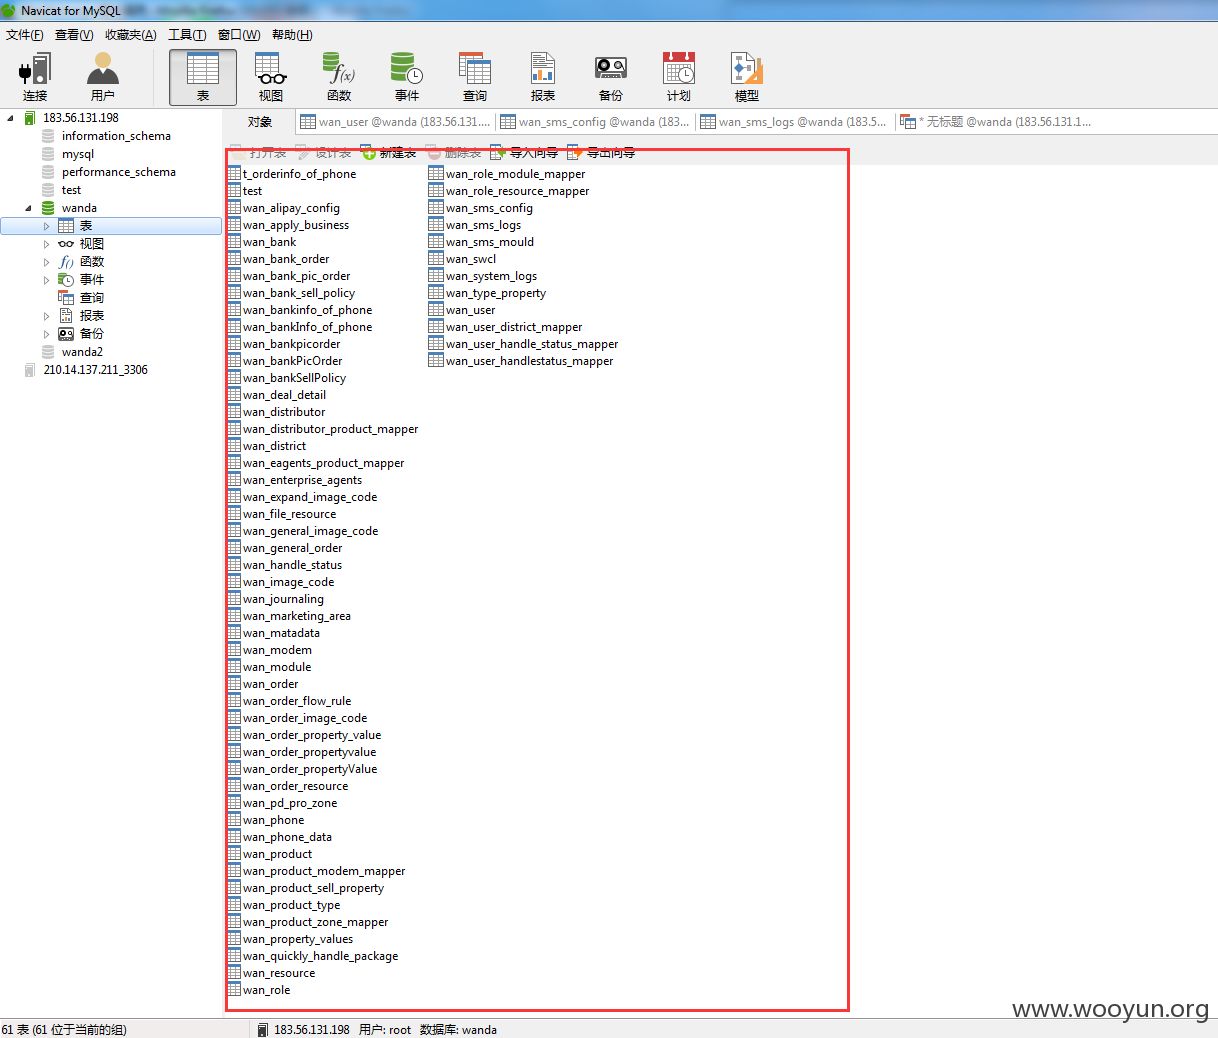 Navicat for MySQL
文件(F) 查看(V) 收藏夹(A) 工具(T) 窗口(W) 帮助(H)
连接 用户 表 视图 函数 事件 查询 报表 备份 计划 模型
183.56.131.198
information_schema
mysql
performance_schema
test
wanda
表
视图
函数
事件
查询
报表
备份
wanda2
210.14.137.211_3306
对象 wan_user @wanda (183.56.131.... wan_sms_config @wanda (183... wan_sms_logs @wanda (183.5... * 无标题 @wanda (183.56.131.1...
打开表 设计表 新建表 删除表 导入向导 导出向导
t_orderinfo_of_phone
test
wan_alipay_config
wan_apply_business
wan_bank
wan_bank_order
wan_bank_pic_order
wan_bank_sell_policy
wan_bankinfo_of_phone
wan_bankInfo_of_phone
wan_bankpicorder
wan_bankPicOrder
wan_bankSellPolicy
wan_deal_detail
wan_distributor
wan_distributor_product_mapper
wan_district
wan_eagents_product_mapper
wan_enterprise_agents
wan_expand_image_code
wan_file_resource
wan_general_image_code
wan_general_order
wan_handle_status
wan_image_code
wan_journaling
wan_marketing_area
wan_matadata
wan_modem
wan_module
wan_order
wan_order_flow_rule
wan_order_image_code
wan_order_property_value
wan_order_propertyvalue
wan_order_propertyValue
wan_order_resource
wan_pd_pro_zone
wan_phone
wan_phone_data
wan_product
wan_product_modem_mapper
wan_product_sell_property
wan_product_type
wan_product_zone_mapper
wan_property_values
wan_quickly_handle_package
wan_resource
wan_role
wan_role_module_mapper
wan_role_resource_mapper
wan_sms_config
wan_sms_logs
wan_sms_mould
wan_swcl
wan_system_logs
wan_type_property
wan_user
wan_user_district_mapper
wan_user_handle_status_mapper
wan_user_handlestatus_mapper
www.wooyun.org
61 表 (61 位于当前的组) 183.56.131.198 用户: root 数据库: wanda